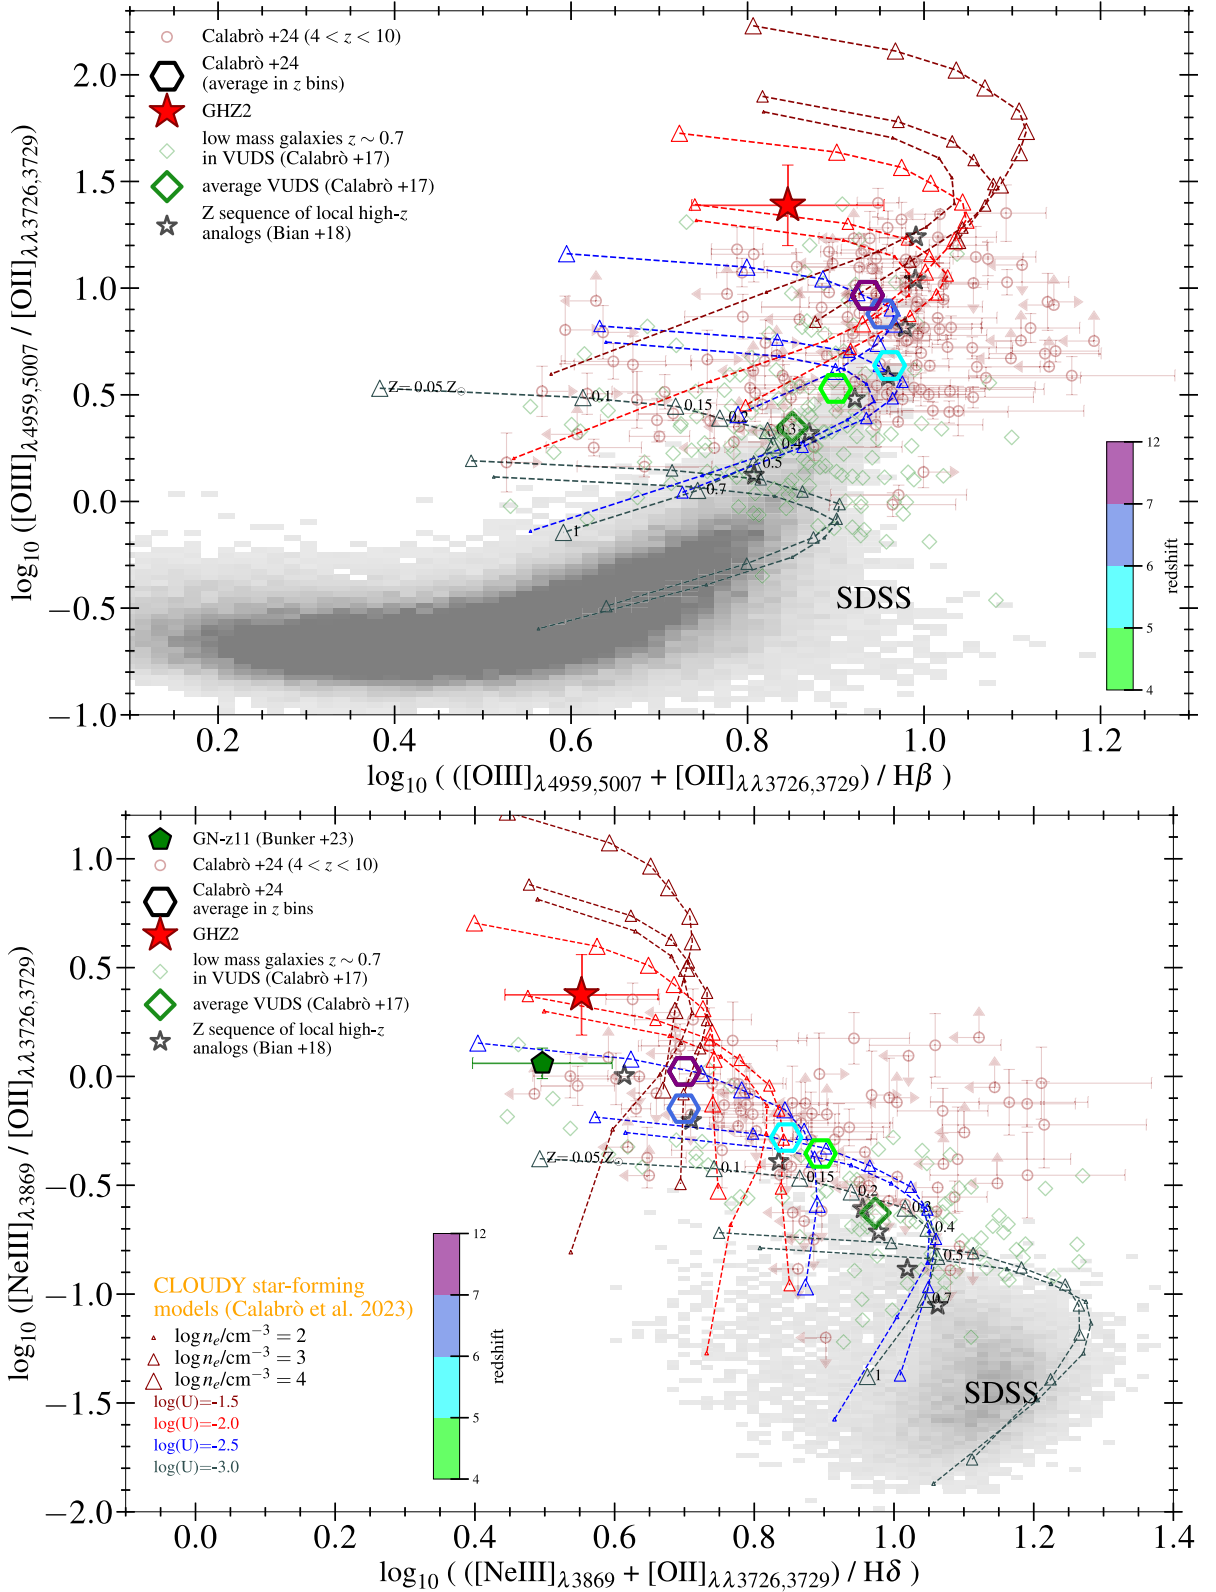 Calabrò +24 (4 < z < 10)
Calabrò +24
(average in z bins)
GHZ2
low mass galaxies z ~ 0.7
in VUDS (Calabrò +17)
average VUDS (Calabrò +17)
Z sequence of local high-z
analogs (Bian +18)
log10 ([OIII]λ4959,5007 / [OII]λλ3726,3729)
2.0
1.5
1.0
0.5
0.0
−0.5
−1.0
Z= 0.05 Z
0.1
0.15
0.2
0.3
0.5
0.7
1
SDSS
12
7
6
5
4
redshift
0.2
0.4
0.6
0.8
1.0
1.2
log10 ( ([OIII]λ4959,5007 + [OII]λλ3726,3729) / Hβ )
GN-z11 (Bunker +23)
Calabrò +24 (4 < z < 10)
Calabrò +24
average in z bins
GHZ2
low mass galaxies z ~ 0.7
in VUDS (Calabrò +17)
average VUDS (Calabrò +17)
Z sequence of local high-z
analogs (Bian +18)
log10 ([NeIII]λ3869 / [OII]λλ3726,3729)
1.0
0.5
0.0
−0.5
−1.0
−1.5
−2.0
Z= 0.05 Z
0.1
0.15
0.2
0.3
0.4
0.5
0.7
1
SDSS
12
7
6
5
4
redshift
CLOUDY star-forming
models (Calabrò et al. 2023)
log ne/cm−3 = 2
log ne/cm−3 = 3
log ne/cm−3 = 4
log(U)=-1.5
log(U)=-2.0
log(U)=-2.5
log(U)=-3.0
0.0
0.2
0.4
0.6
0.8
1.0
1.2
1.4
log10 ( ([NeIII]λ3869 + [OII]λλ3726,3729) / Hδ )